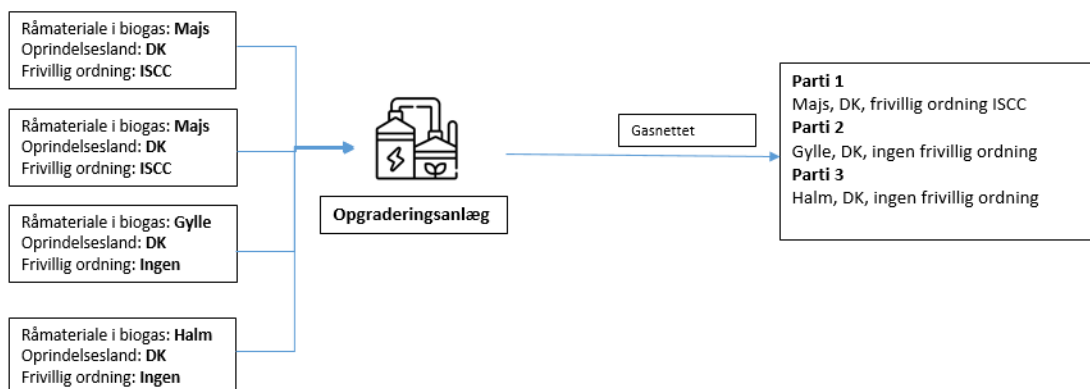 Råmateriale i biogas: Majs
Oprindelsesland: DK
Frivillig ordning: ISCC
Råmateriale i biogas: Majs
Oprindelsesland: DK
Frivillig ordning: ISCC
Råmateriale i biogas: Gylle
Oprindelsesland: DK
Frivillig ordning: Ingen
Råmateriale i biogas: Halm
Oprindelsesland: DK
Frivillig ordning: Ingen
Opgraderingsanlæg
Gasnettet
Parti 1
Majs, DK, frivillig ordning ISCC
Parti 2
Gylle, DK, ingen frivillig ordning
Parti 3
Halm, DK, ingen frivillig ordning